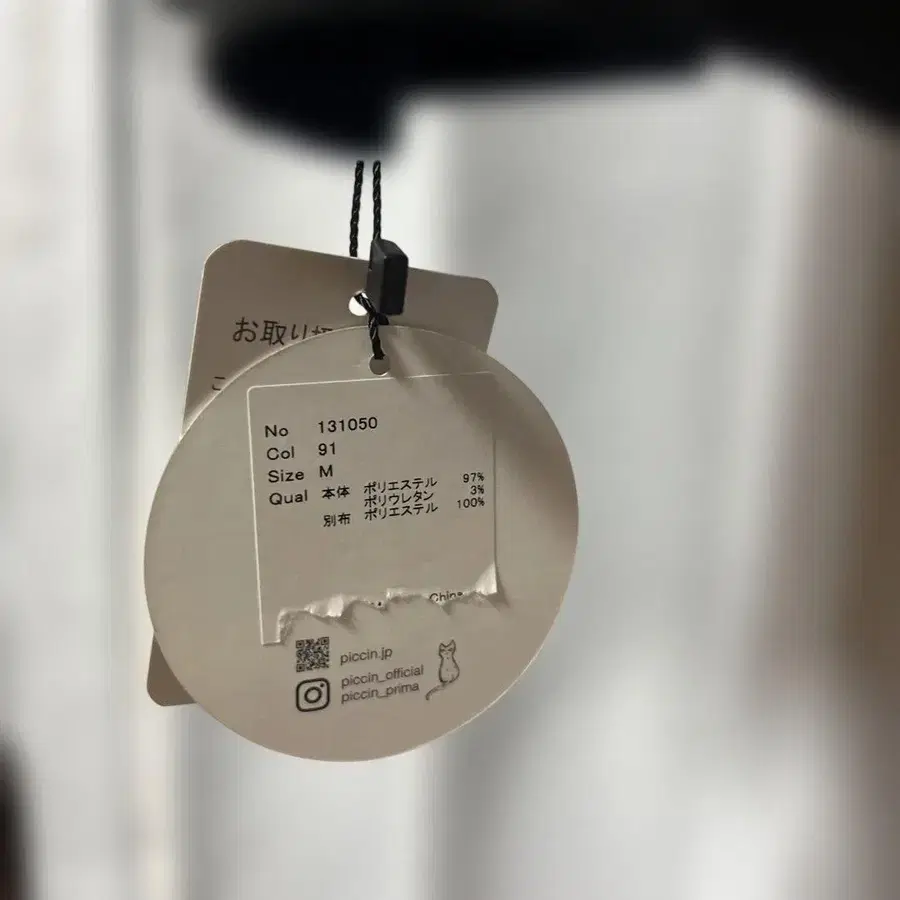 お取り
No 131050
Col 91
Size M
Qual 本体 ポリエステル 97%
ポリウレタン 3%
別布 ポリエステル 100%
China
piccin.jp
piccin_official
piccin_prima